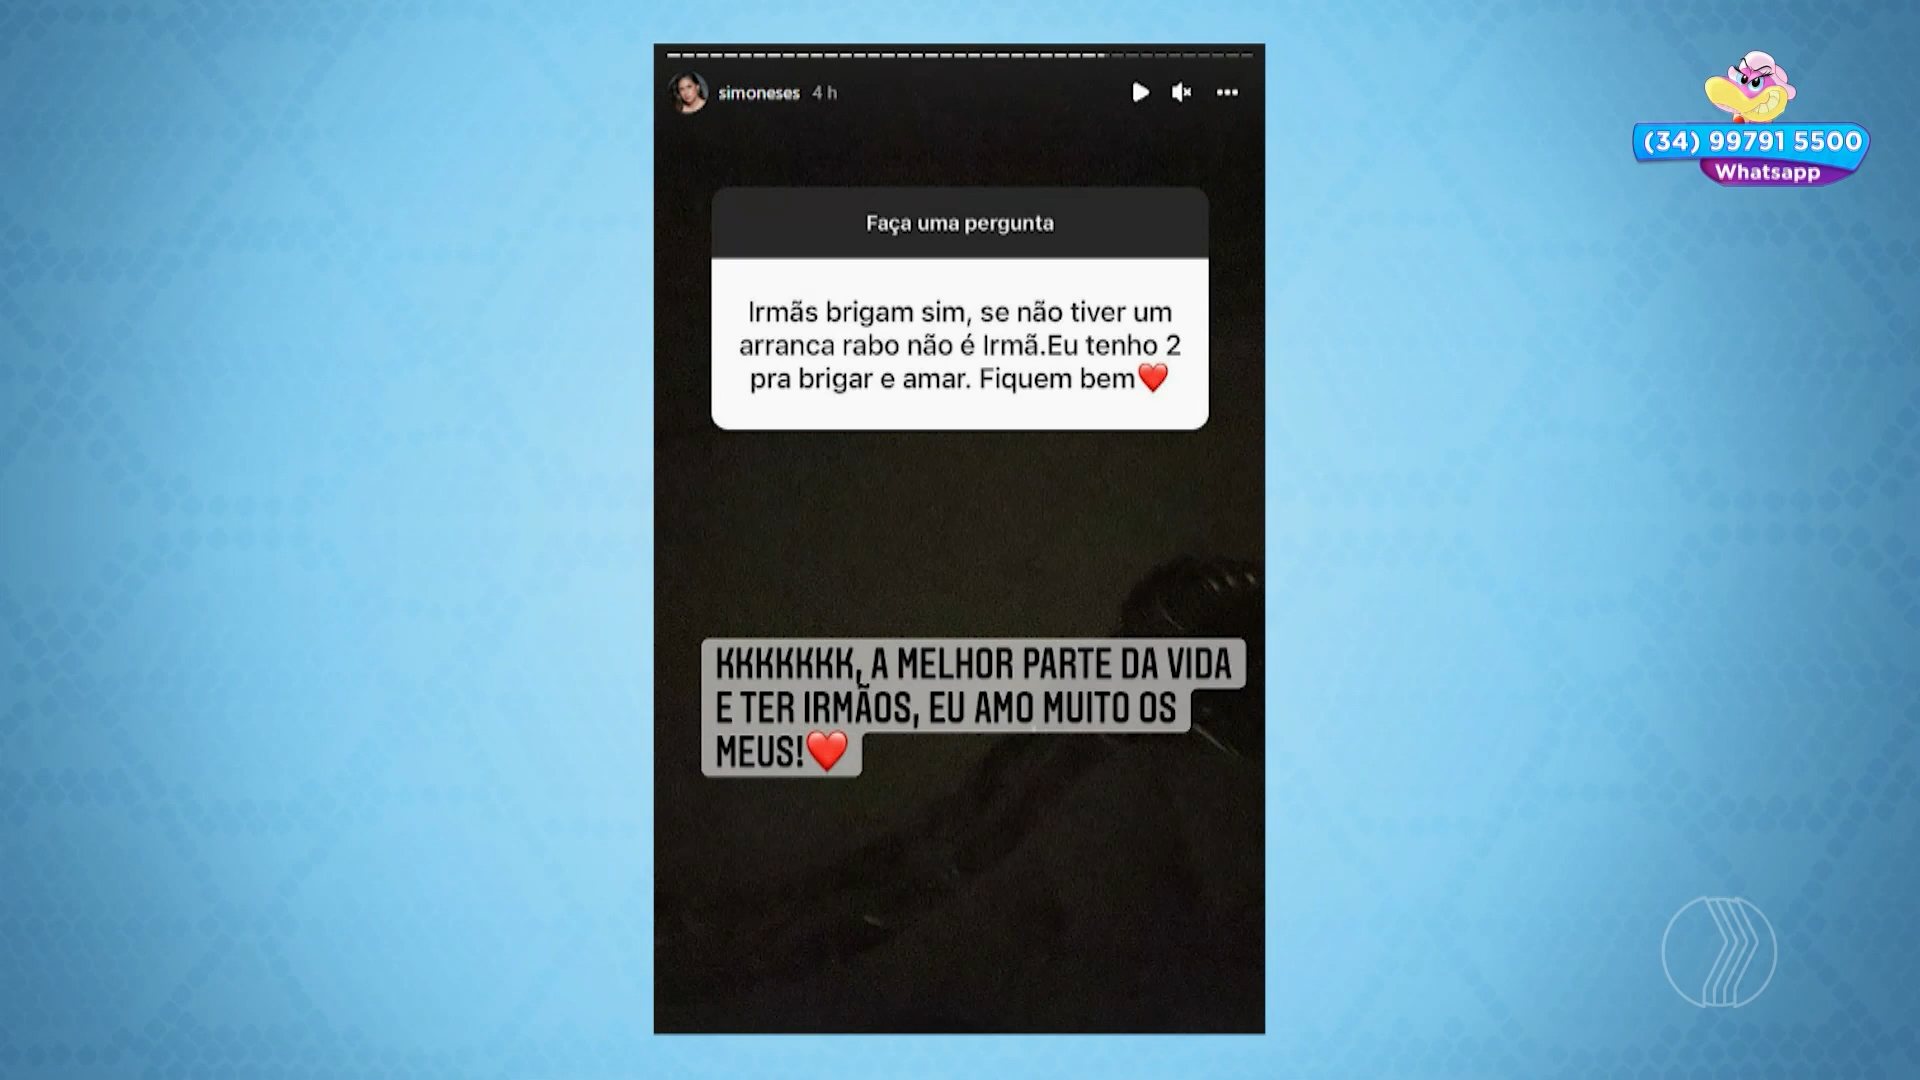 simoneses 4 h
(34) 99791 5500
Whatsapp
Faça uma pergunta
Irmãs brigam sim, se não tiver um
arranca rabo não é Irmã.Eu tenho 2
pra brigar e amar. Fiquem bem❤️
KKKKKKK, A MELHOR PARTE DA VIDA
E TER IRMÃOS, EU AMO MUITO OS
MEUS!❤️